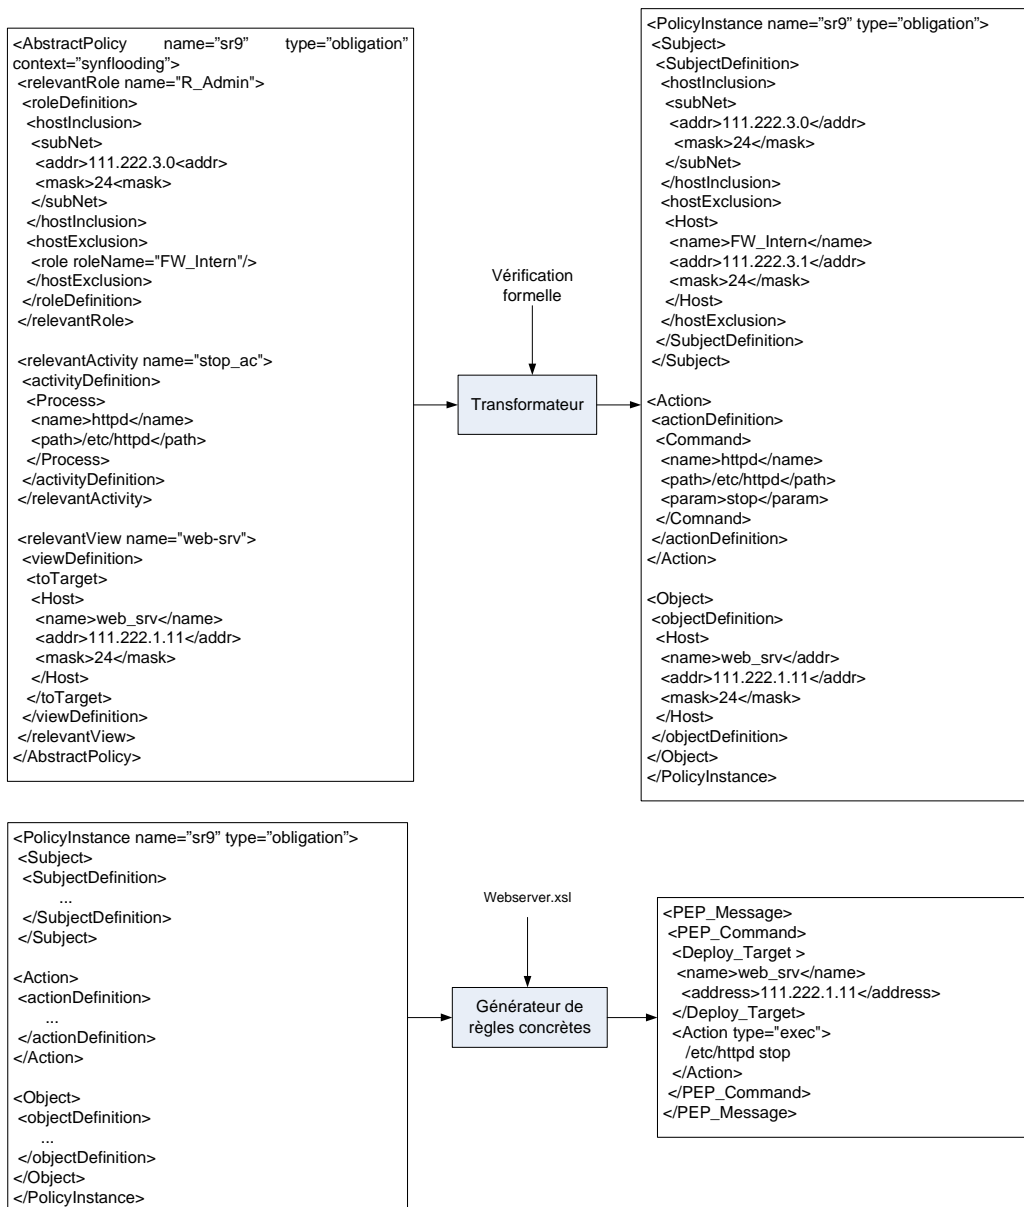 <AbstractPolicy name="sr9" type="obligation"
context="synflooding”>
<relevantRole name="R_Admin">
<roleDefinition>
<hostInclusion>
<subNet>
<addr>111.222.3.0<addr>
<mask>24<mask>
</subNet>
</hostInclusion>
<hostExclusion>
<role roleName="FW_Intern"/>
</hostExclusion>
</roleDefinition>
</relevantRole>
<relevantActivity name="stop_ac">
<activityDefinition>
<Process>
<name>httpd</name>
<path>/etc/httpd</path>
</Process>
</activityDefinition>
</relevantActivity>
<relevantView name="web-srv">
<viewDefinition>
<toTarget>
<Host>
<name>web_srv</name>
<addr>111.222.1.11</addr>
<mask>24</mask>
</Host>
</toTarget>
</viewDefinition>
</relevantView>
</AbstractPolicy>
Vérification
formelle
Transformateur
<PolicyInstance name="sr9" type="obligation”>
<Subject>
<SubjectDefinition>
<hostInclusion>
<subNet>
<addr>111.222.3.0</addr>
<mask>24</mask>
</subNet>
</hostInclusion>
<hostExclusion>
<Host>
<name>FW_Intern</name>
<addr>111.222.3.1</addr>
<mask>24</mask>
</Host>
</hostExclusion>
</SubjectDefinition>
</Subject>
<Action>
<actionDefinition>
<Command>
<name>httpd</name>
<path>/etc/httpd</path>
<param>stop</param>
</Comnand>
</actionDefinition>
</Action>
<Object>
<objectDefinition>
<Host>
<name>web_srv</addr>
<addr>111.222.1.11</addr>
<mask>24</mask>
</Host>
</objectDefinition>
</Object>
</PolicyInstance>
<PolicyInstance name="sr9" type="obligation”>
<Subject>
<SubjectDefinition>
...
</SubjectDefinition>
</Subject>
<Action>
<actionDefinition>
...
</actionDefinition>
</Action>
<Object>
<objectDefinition>
...
</objectDefinition>
</Object>
</PolicyInstance>
Webserver.xsl
Générateur de
règles concrètes
<PEP_Message>
<PEP_Command>
<Deploy_Target >
<name>web_srv</name>
<address>111.222.1.11</address>
</Deploy_Target>
<Action type="exec">
/etc/httpd stop
</Action>
</PEP_Command>
</PEP_Message>